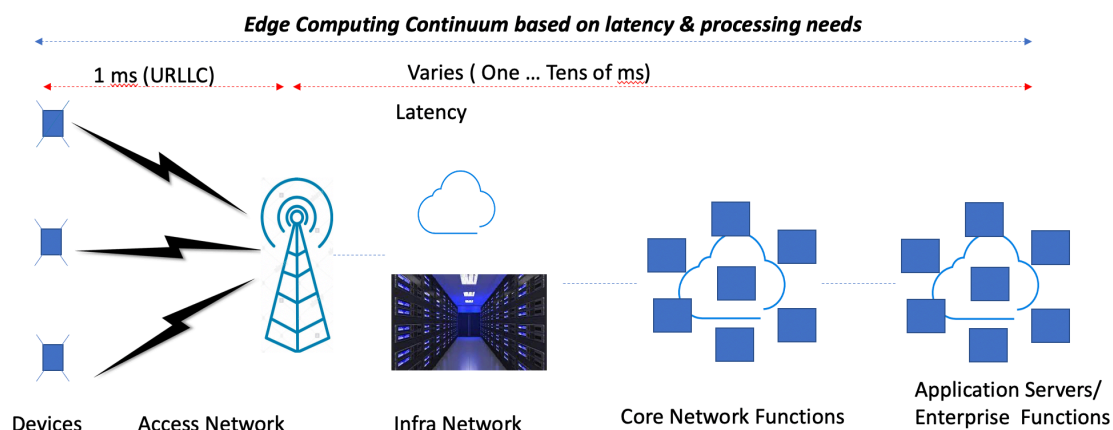 Edge Computing Continuum based on latency & processing needs
1 ms (URLLC)
Varies ( One ... Tens of ms)
Latency
Devices
Access Network
Infra Network
Core Network Functions
Application Servers/
Enterprise Functions